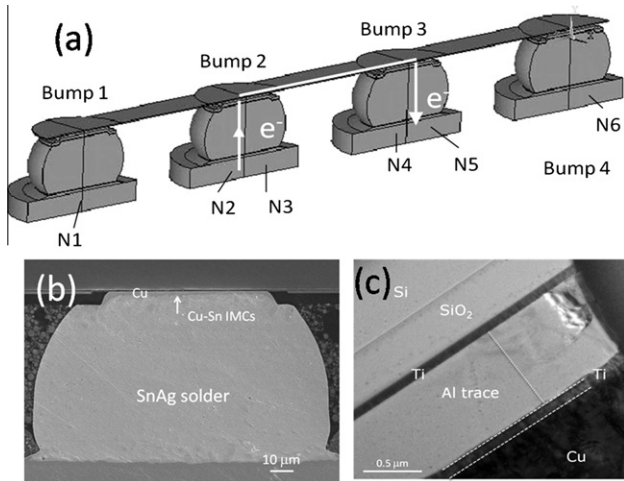 (a)
Bump 1
Bump 2
Bump 3
Bump 4
e-
e-
N1
N2
N3
N4
N5
N6
(b)
Cu
Cu-Sn IMCs
SnAg solder
10 μm
(c)
Si
SiO₂
Ti
Ti
Al trace
Cu
0.5 μm